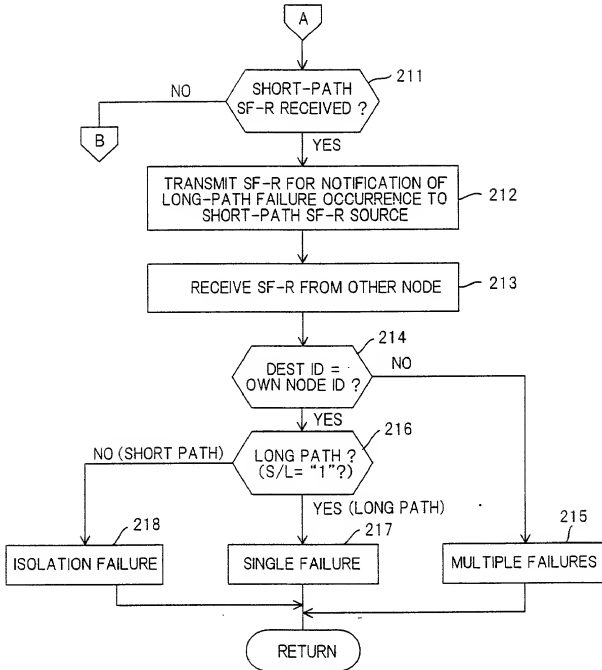 A
211
SHORT-PATH
SF-R RECEIVED ?
NO
B
YES
TRANSMIT SF-R FOR NOTIFICATION OF
LONG-PATH FAILURE OCCURRENCE TO
SHORT-PATH SF-R SOURCE
212
RECEIVE SF-R FROM OTHER NODE
213
214
DEST ID =
OWN NODE ID ?
NO
YES
216
NO (SHORT PATH)
LONG PATH ?
(S/L= "1"?)
YES (LONG PATH)
218
217
215
ISOLATION FAILURE
SINGLE FAILURE
MULTIPLE FAILURES
RETURN